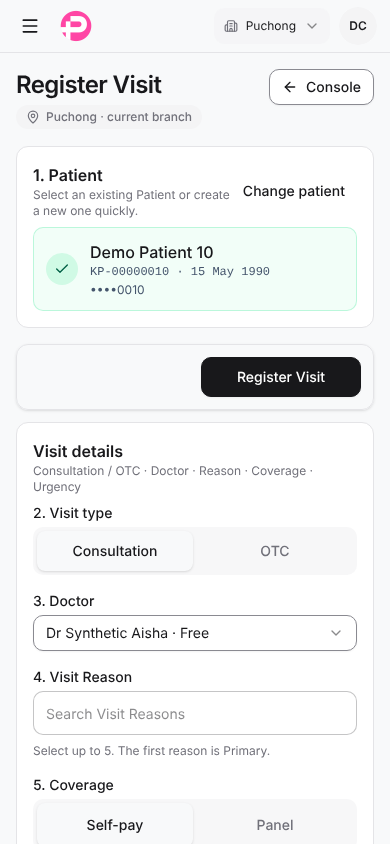 Puchong
DC
Register Visit
Console
Puchong · current branch
1. Patient
Select an existing Patient or create
a new one quickly.
Change patient
Demo Patient 10
KP-00000010 · 15 May 1990
••••0010
Register Visit
Visit details
Consultation / OTC · Doctor · Reason · Coverage ·
Urgency
2. Visit type
Consultation
OTC
3. Doctor
Dr Synthetic Aisha · Free
4. Visit Reason
Search Visit Reasons
Select up to 5. The first reason is Primary.
5. Coverage
Self-pay
Panel